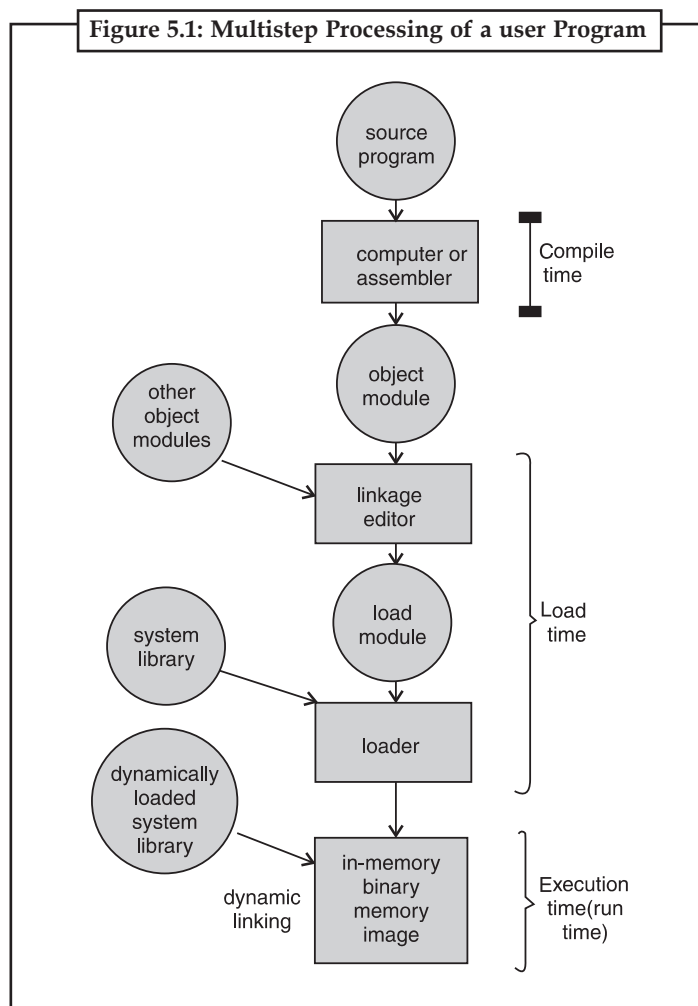 Figure 5.1: Multistep Processing of a user Program
source
program
computer or
assembler
Compile
time
object
module
other
object
modules
linkage
editor
load
module
Load
time
system
library
loader
dynamically
loaded
system
library
dynamic
linking
in-memory
binary
memory
image
Execution
time(run
time)